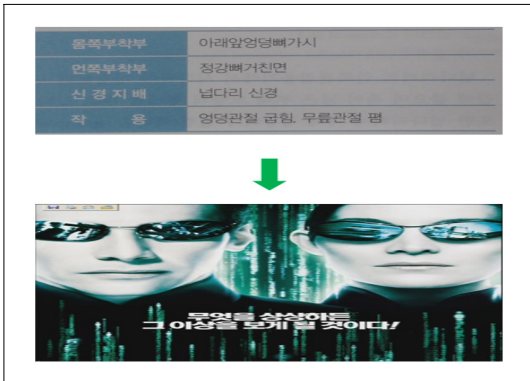 몸쪽부착부 아래앞엉덩뼈가시
먼쪽부착부 정강뼈거친면
신경지배 넙다리 신경
작 용 엉덩관절 굽힘, 무릎관절 폄
무엇을 상상하든
그 이상을 보게 될 것이다!